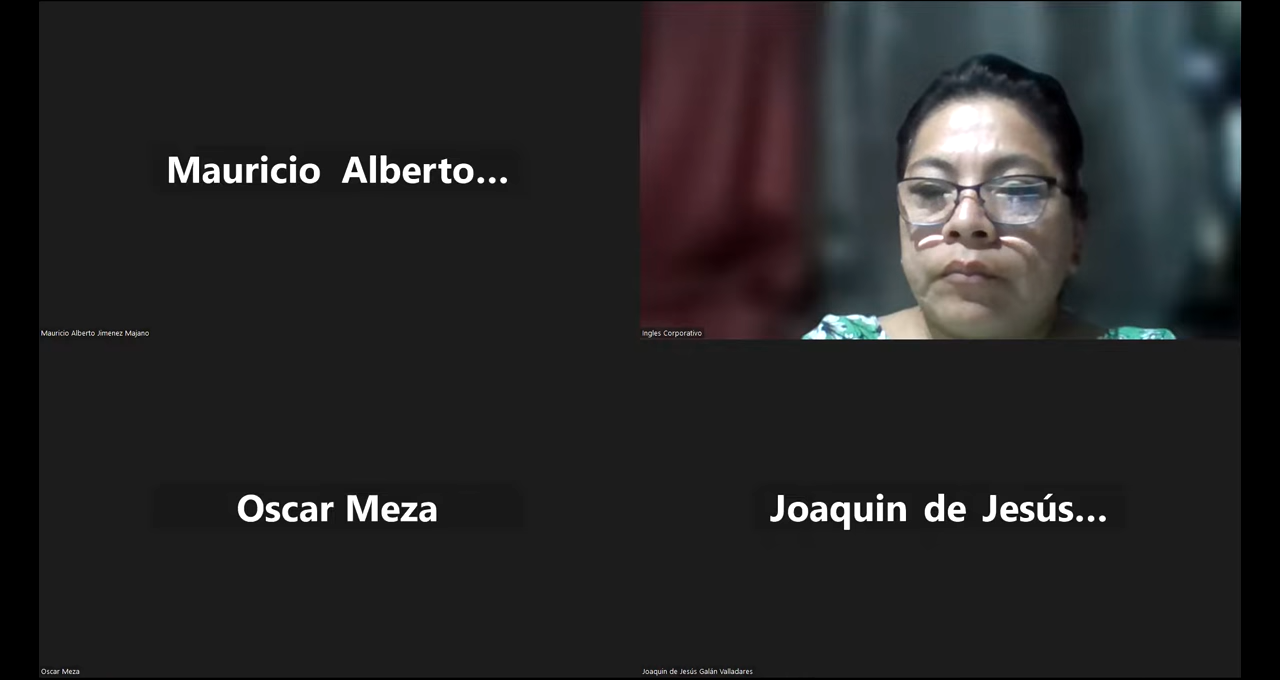 Mauricio Alberto...
Mauricio Alberto Jimenez Majano
Ingles Corporativo
Oscar Meza
Oscar Meza
Joaquin de Jesús...
Joaquin de Jesús Galán Valladares